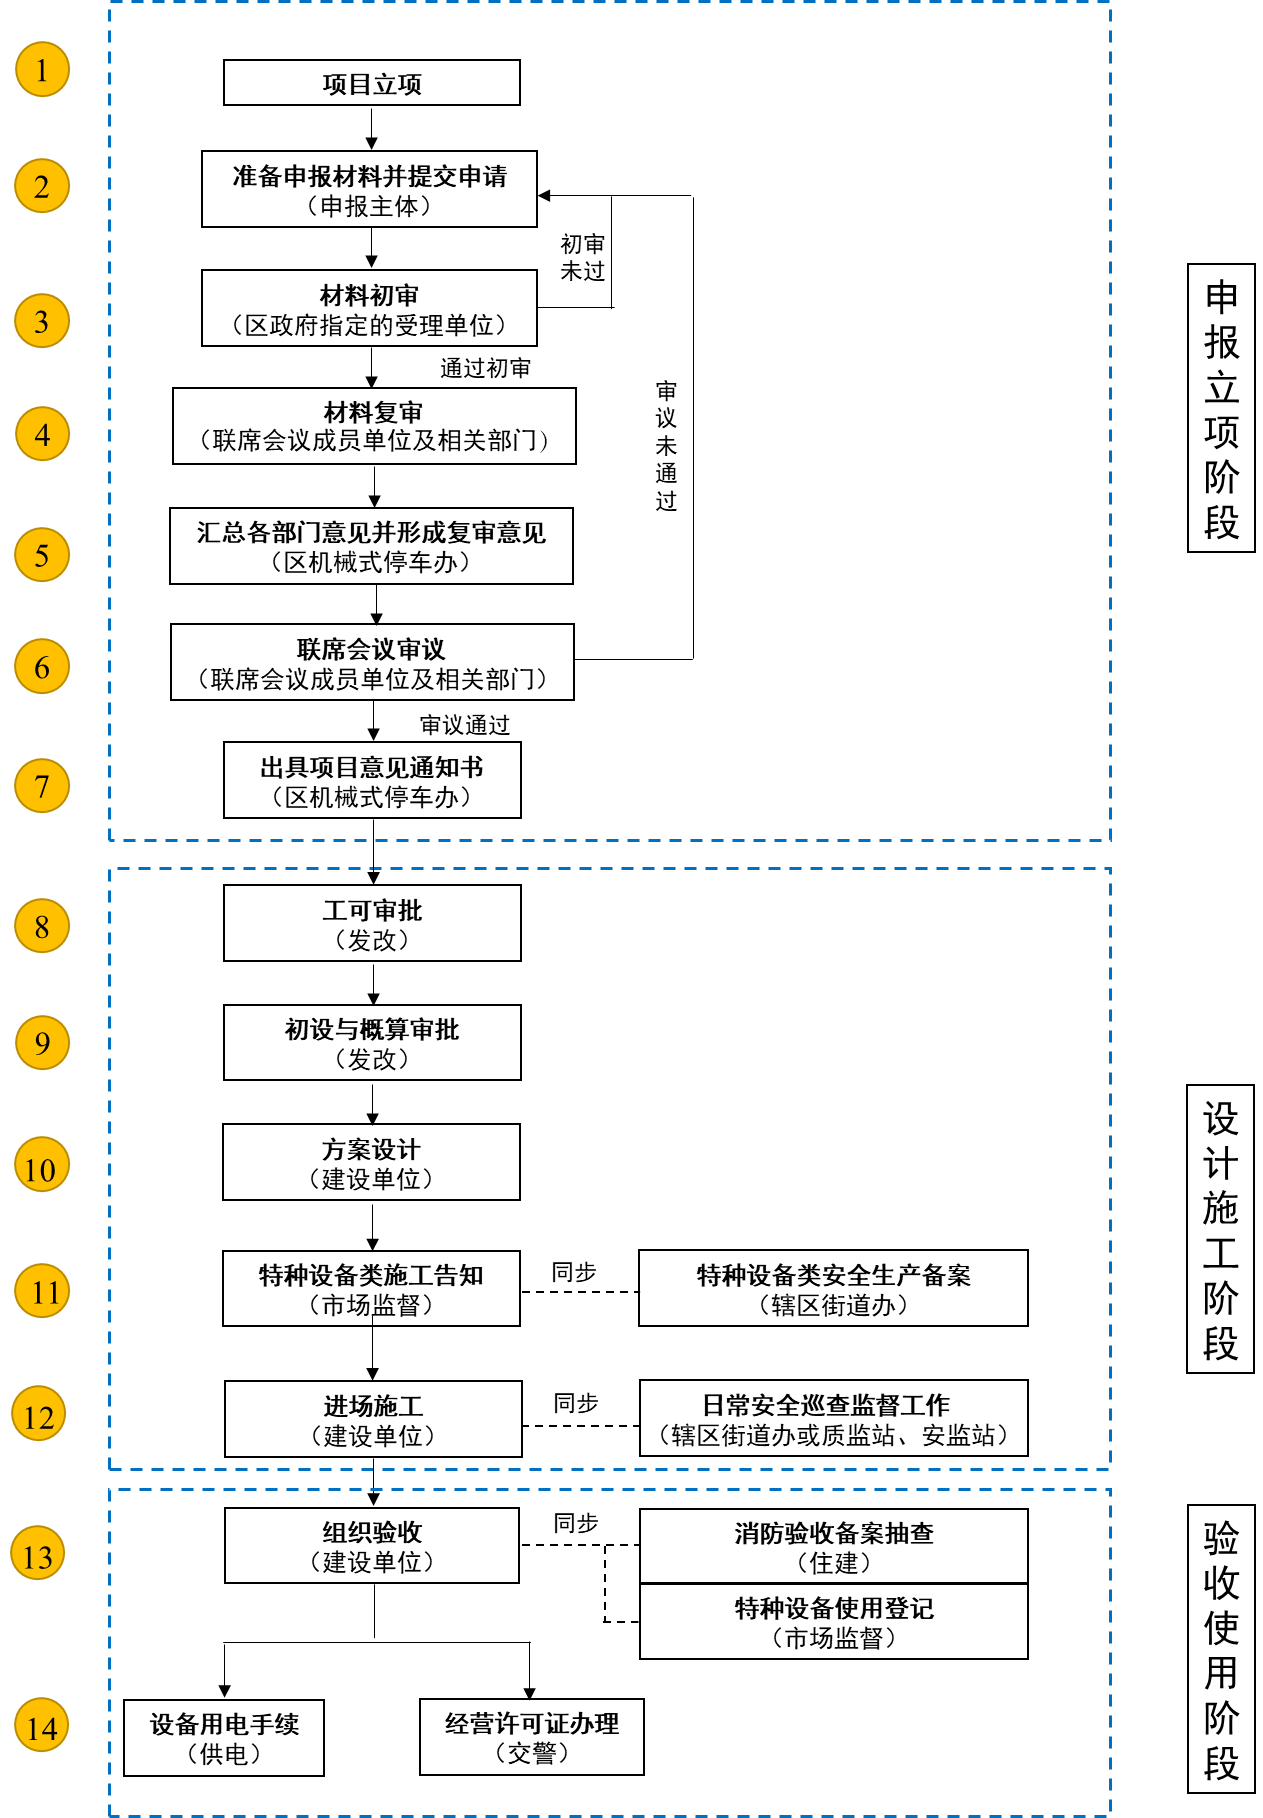 1
项目立项
2
准备申报材料并提交申请
（申报主体）
初审
未过
3
材料初审
（区政府指定的受理单位）
通过初审
审
议
未
通
过
4
材料复审
（联席会议成员单位及相关部门）
5
汇总各部门意见并形成复审意见
（区机械式停车办）
6
联席会议审议
（联席会议成员单位及相关部门）
审议通过
7
出具项目意见通知书
（区机械式停车办）
申
报
立
项
阶
段
8
工可审批
（发改）
9
初设与概算审批
（发改）
10
方案设计
（建设单位）
11
特种设备类施工告知
（市场监督）
同步
特种设备类安全生产备案
（辖区街道办）
12
进场施工
（建设单位）
同步
日常安全巡查监督工作
（辖区街道办或质监站、安监站）
设
计
施
工
阶
段
13
组织验收
（建设单位）
同步
消防验收备案抽查
（住建）
特种设备使用登记
（市场监督）
14
设备用电手续
（供电）
经营许可证办理
（交警）
验
收
使
用
阶
段